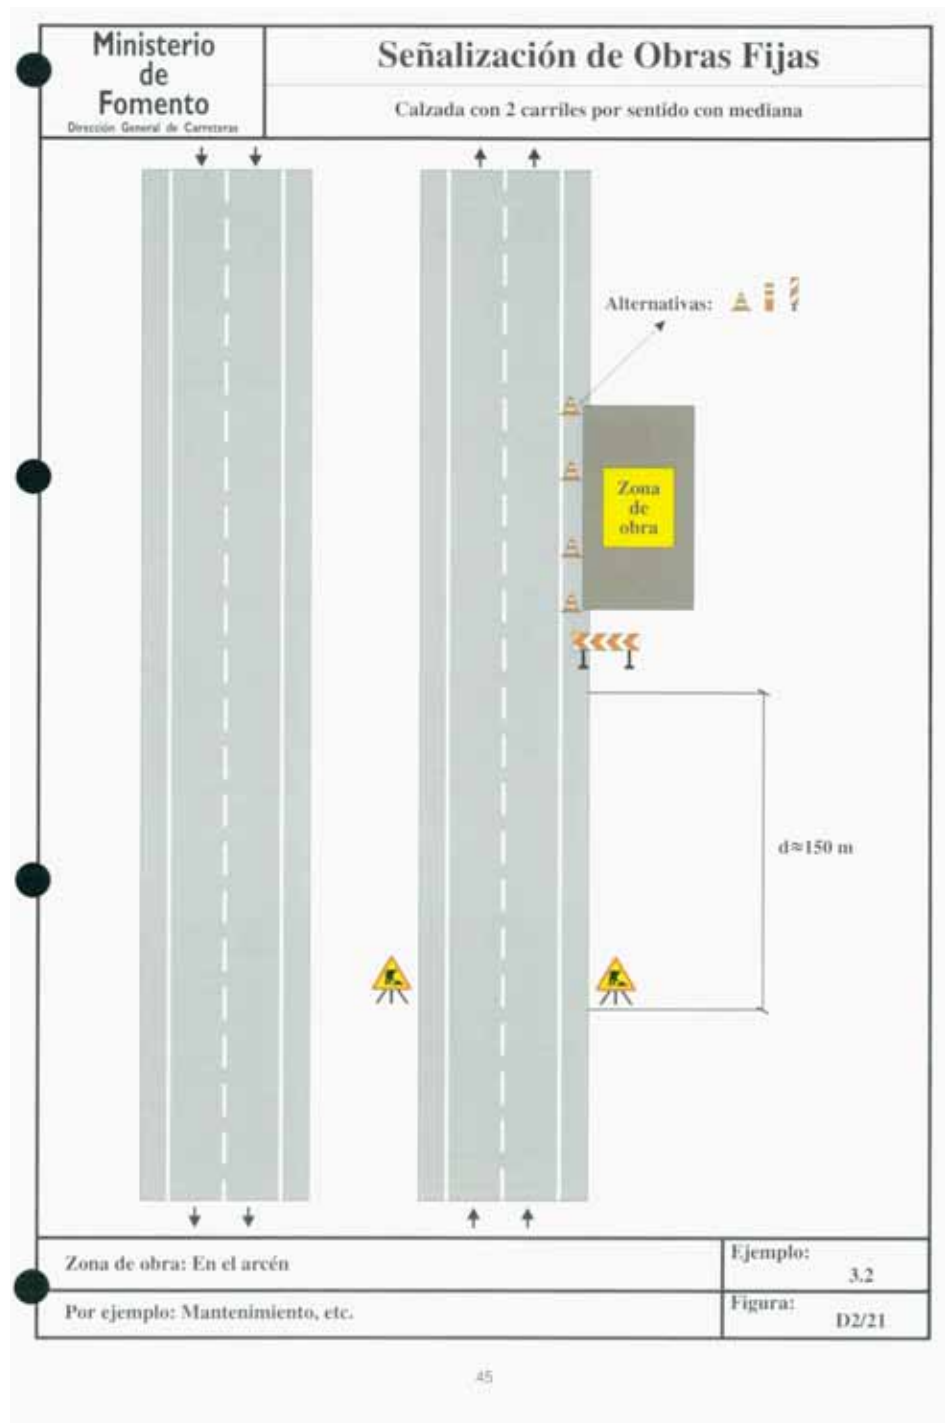 Ministerio
de
Fomento
Dirección General de Carreteras
Señalización de Obras Fijas
Calzada con 2 carriles por sentido con mediana
Alternativas:
Zona
de
obra
d≈150 m
Zona de obra: En el arcén
Ejemplo:
3.2
Por ejemplo: Mantenimiento, etc.
Figura:
D2/21
45